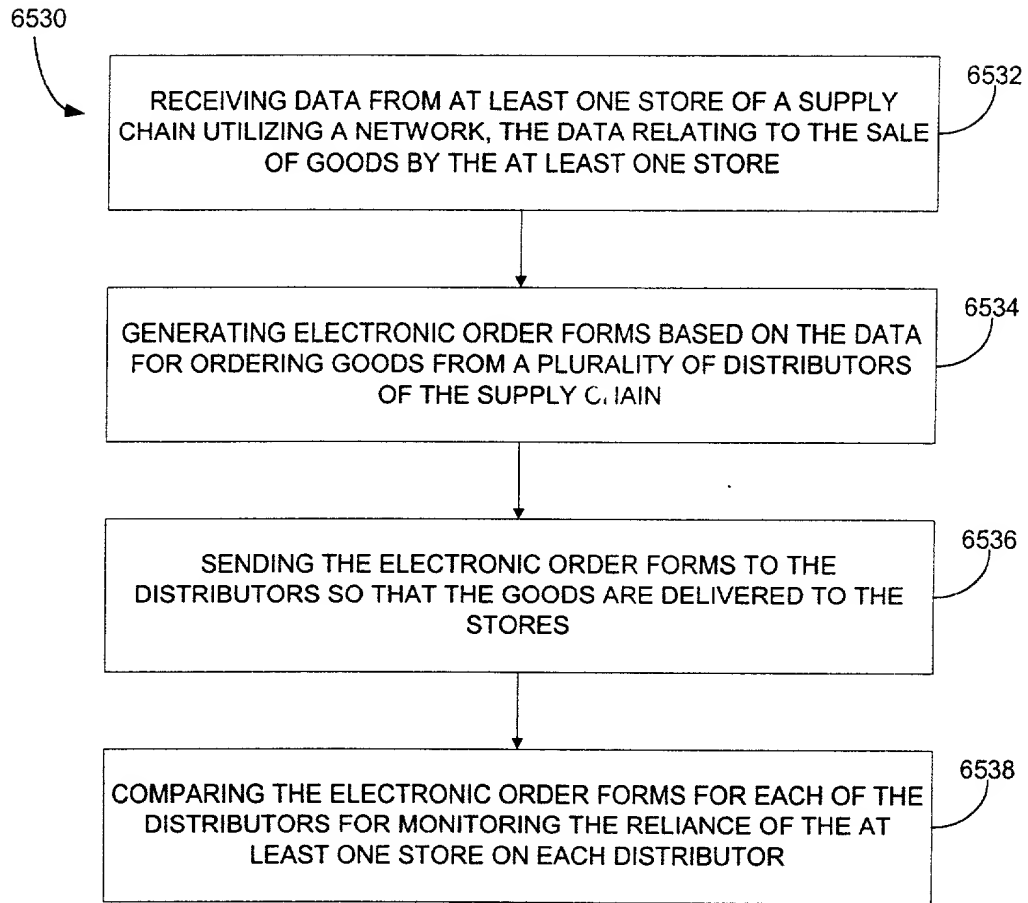 6530
6532
RECEIVING DATA FROM AT LEAST ONE STORE OF A SUPPLY
CHAIN UTILIZING A NETWORK, THE DATA RELATING TO THE SALE
OF GOODS BY THE AT LEAST ONE STORE
6534
GENERATING ELECTRONIC ORDER FORMS BASED ON THE DATA
FOR ORDERING GOODS FROM A PLURALITY OF DISTRIBUTORS
OF THE SUPPLY CHAIN
6536
SENDING THE ELECTRONIC ORDER FORMS TO THE
DISTRIBUTORS SO THAT THE GOODS ARE DELIVERED TO THE
STORES
6538
COMPARING THE ELECTRONIC ORDER FORMS FOR EACH OF THE
DISTRIBUTORS FOR MONITORING THE RELIANCE OF THE AT
LEAST ONE STORE ON EACH DISTRIBUTOR